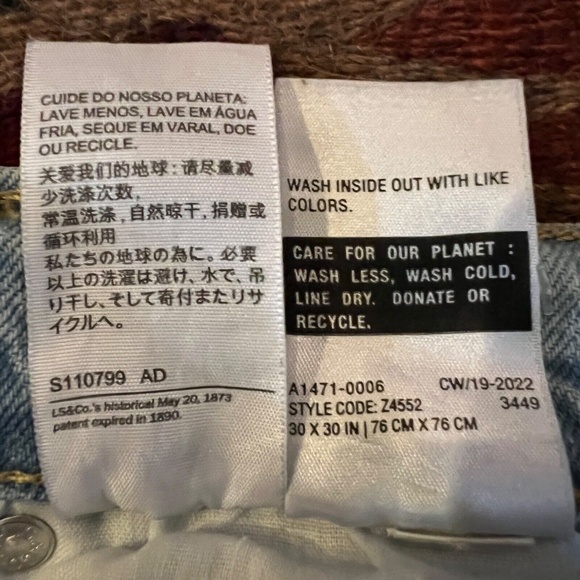 CUIDE DO NOSSO PLANETA:
LAVE MENOS, LAVE EM ÁGUA
FRIA, SEQUE EM VARAL, DOE
OU RECICLE.
关爱我们的地球:请尽量减
少洗涤次数,
常温洗涤,自然晾干,捐赠或
循环利用
私たちの地球の為に。必要
以上の洗濯は避け、水で、吊
り干し、そして寄付またリサ
イクルへ。
S110799 AD
LS&Co.'s historical May 20, 1873
patent expired in 1890.
WASH INSIDE OUT WITH LIKE
COLORS.
CARE FOR OUR PLANET :
WASH LESS, WASH COLD,
LINE DRY. DONATE OR
RECYCLE.
A1471-0006 CW/19-2022
STYLE CODE: Z4552 3449
30 X 30 IN | 76 CM X 76 CM